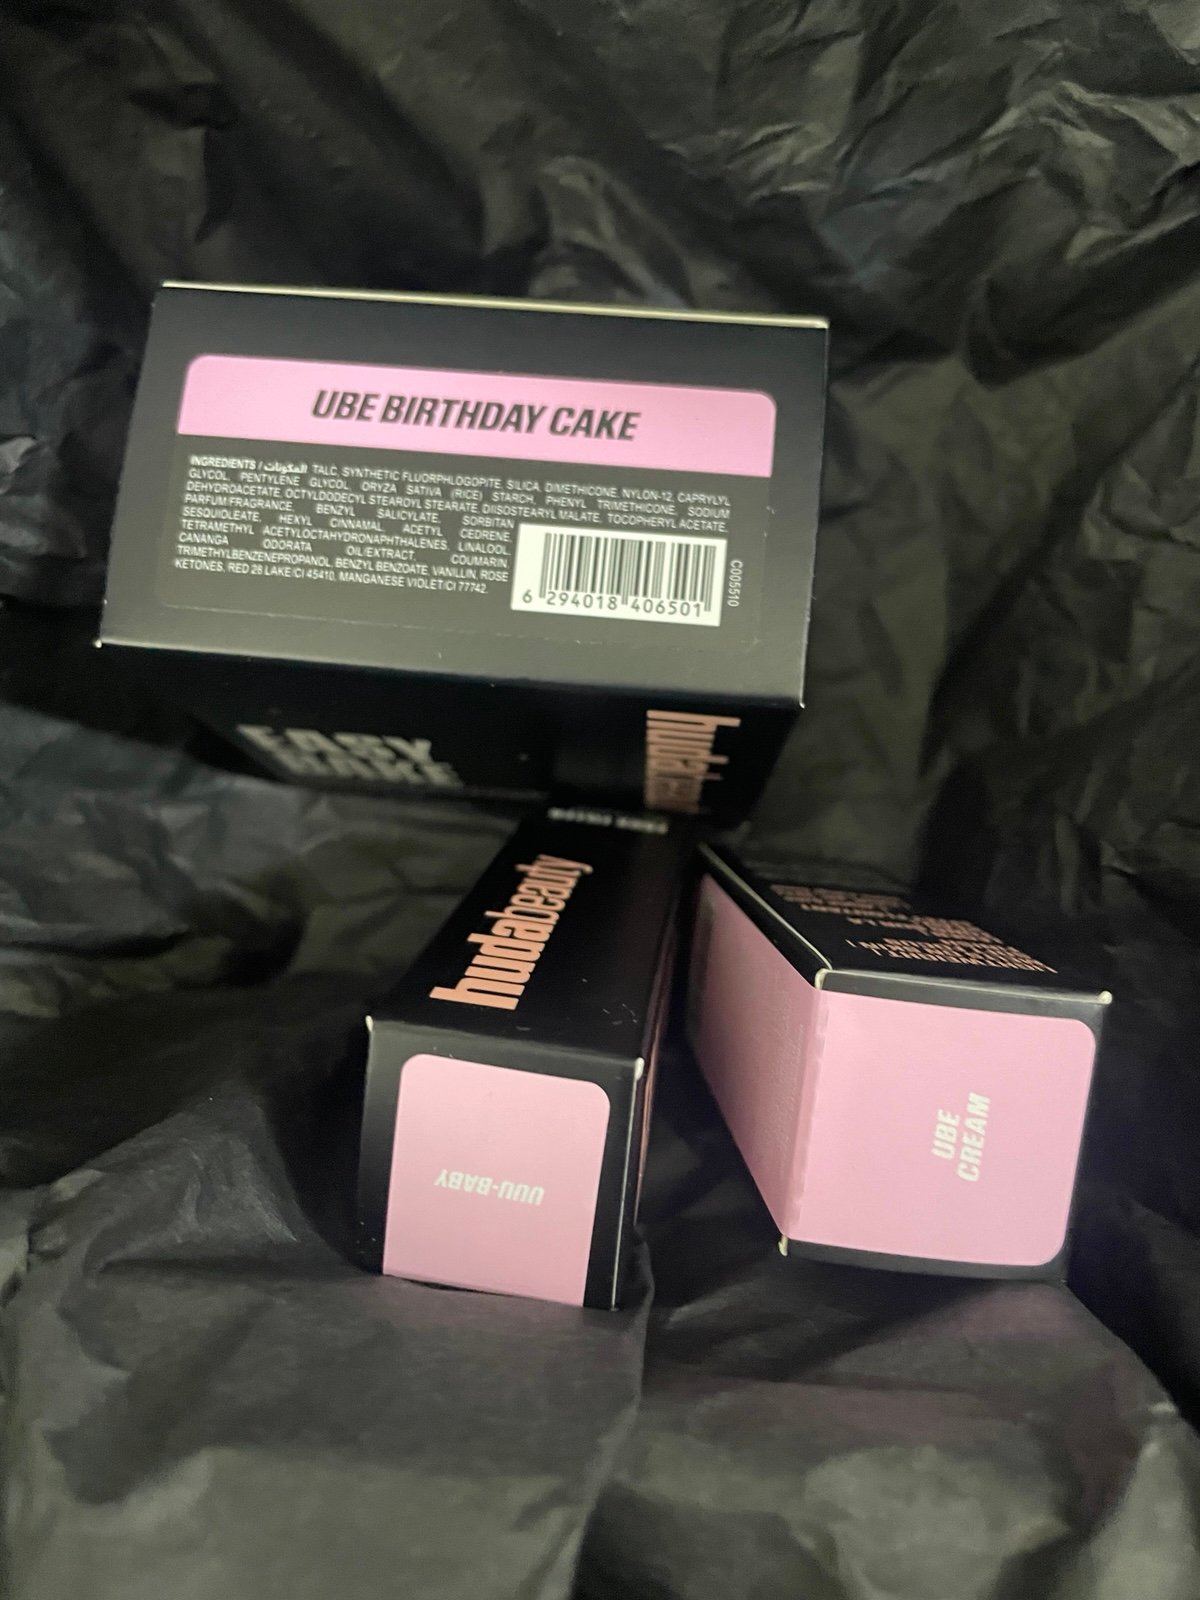 UBE BIRTHDAY CAKE
INGREDIENTS / المكونات TALC, SYNTHETIC FLUORPHLOGOPITE, SILICA, DIMETHICONE, NYLON-12, CAPRYLYL
GLYCOL, PENTYLENE GLYCOL, ORYZA SATIVA (RICE) STARCH, PHENYL TRIMETHICONE, SODIUM
DEHYDROACETATE, OCTYLDODECYL STEAROYL STEARATE, DIISOSTEARYL MALATE, TOCOPHERYL ACETATE,
PARFUM/FRAGRANCE, BENZYL SALICYLATE, SORBITAN
SESQUIOLEATE, HEXYL CINNAMAL, ACETYL CEDRENE,
TETRAMETHYL ACETYLOCTAHYDRONAPHTHALENES, LINALOOL,
CANANGA ODORATA OIL/EXTRACT, COUMARIN,
TRIMETHYLBENZENEPROPANOL, BENZYL BENZOATE, VANILLIN, ROSE
KETONES, RED 28 LAKE/CI 45410, MANGANESE VIOLET/CI 77742.
6 294018 406501
C005510
EASY
BAKE
hudabeauty
hudabeauty
UUU-BABY
UBE
CREAM